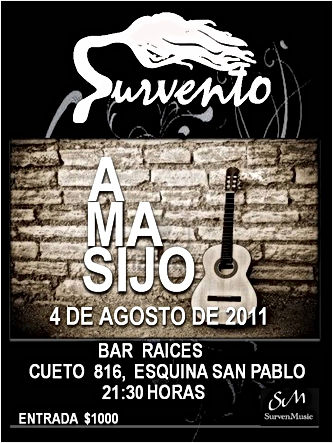 Survento
A
MA
SIJO
4 DE AGOSTO DE 2011
BAR RAICES
CUETO 816, ESQUINA SAN PABLO
21:30 HORAS
SM
SurvenMusic
ENTRADA $1000